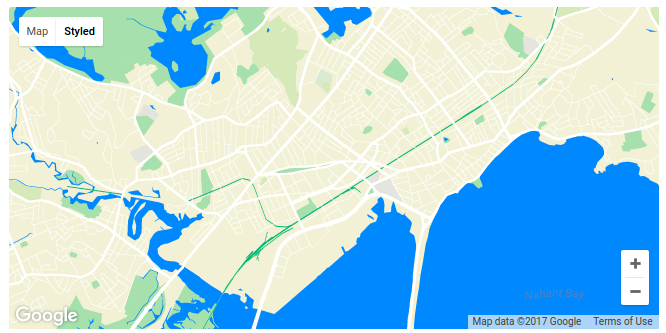 Map Styled
Nahant Bay
+
−
Google
Map data ©2017 Google Terms of Use